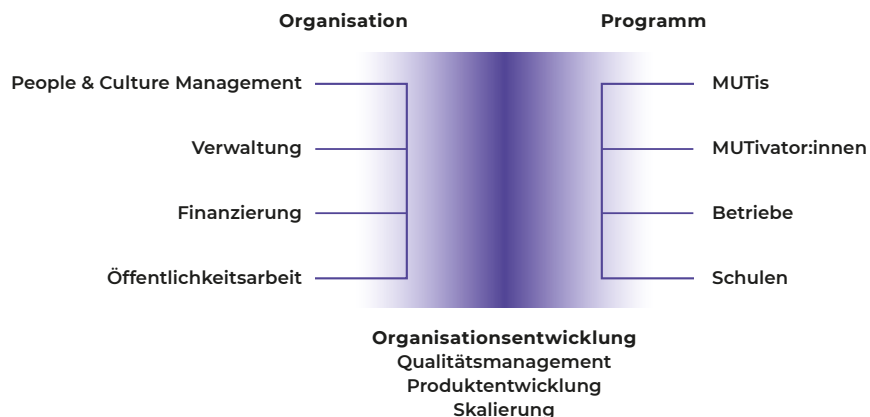 Organisation
Programm
People & Culture Management
Verwaltung
Finanzierung
Öffentlichkeitsarbeit
MUTis
MUTivator:innen
Betriebe
Schulen
Organisationsentwicklung
Qualitätsmanagement
Produktentwicklung
Skalierung